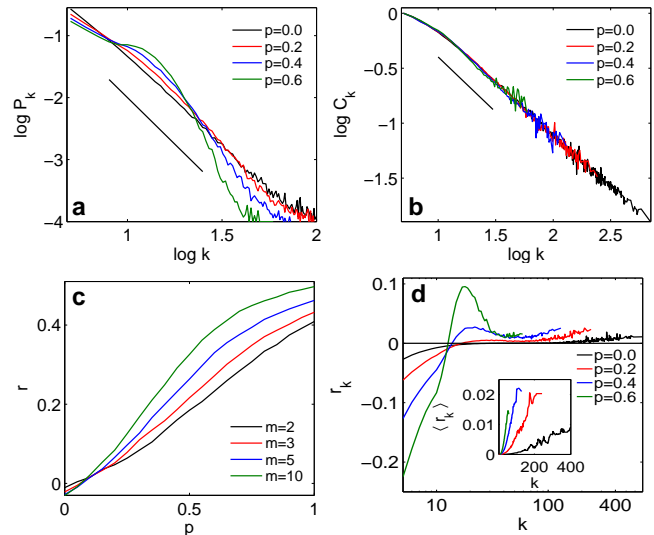 −1
−2
−3
−4
1
1.5
2
log P_k
log k
a
p=0.0
p=0.2
p=0.4
p=0.6
0
−0.5
−1
−1.5
1
1.5
2
2.5
log C_k
log k
b
p=0.0
p=0.2
p=0.4
p=0.6
0.4
0.2
0
0
0.5
1
r
p
c
m=2
m=3
m=5
m=10
0.1
0
−0.1
−0.2
10
100
400
r_k
k
d
p=0.0
p=0.2
p=0.4
p=0.6
0.02
0.01
0
200
400
⟨ r_k ⟩
k